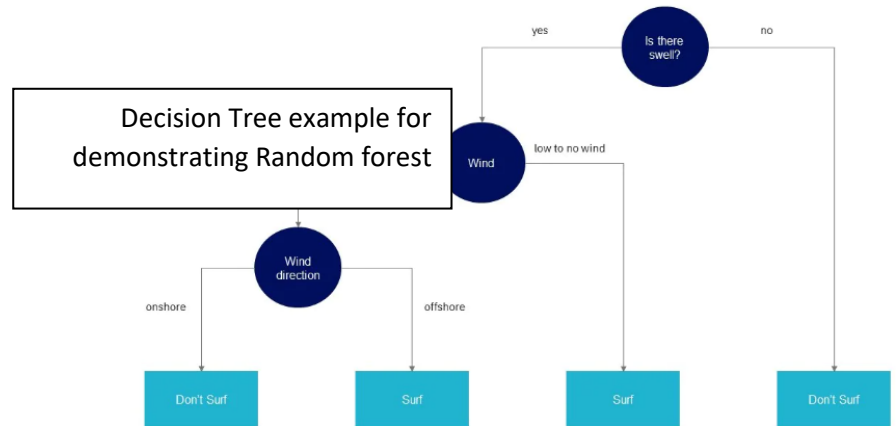 yes
Is there
swell?
no
Decision Tree example for
demonstrating Random forest
Wind
low to no wind
Wind
direction
onshore
offshore
Don't Surf
Surf
Surf
Don't Surf